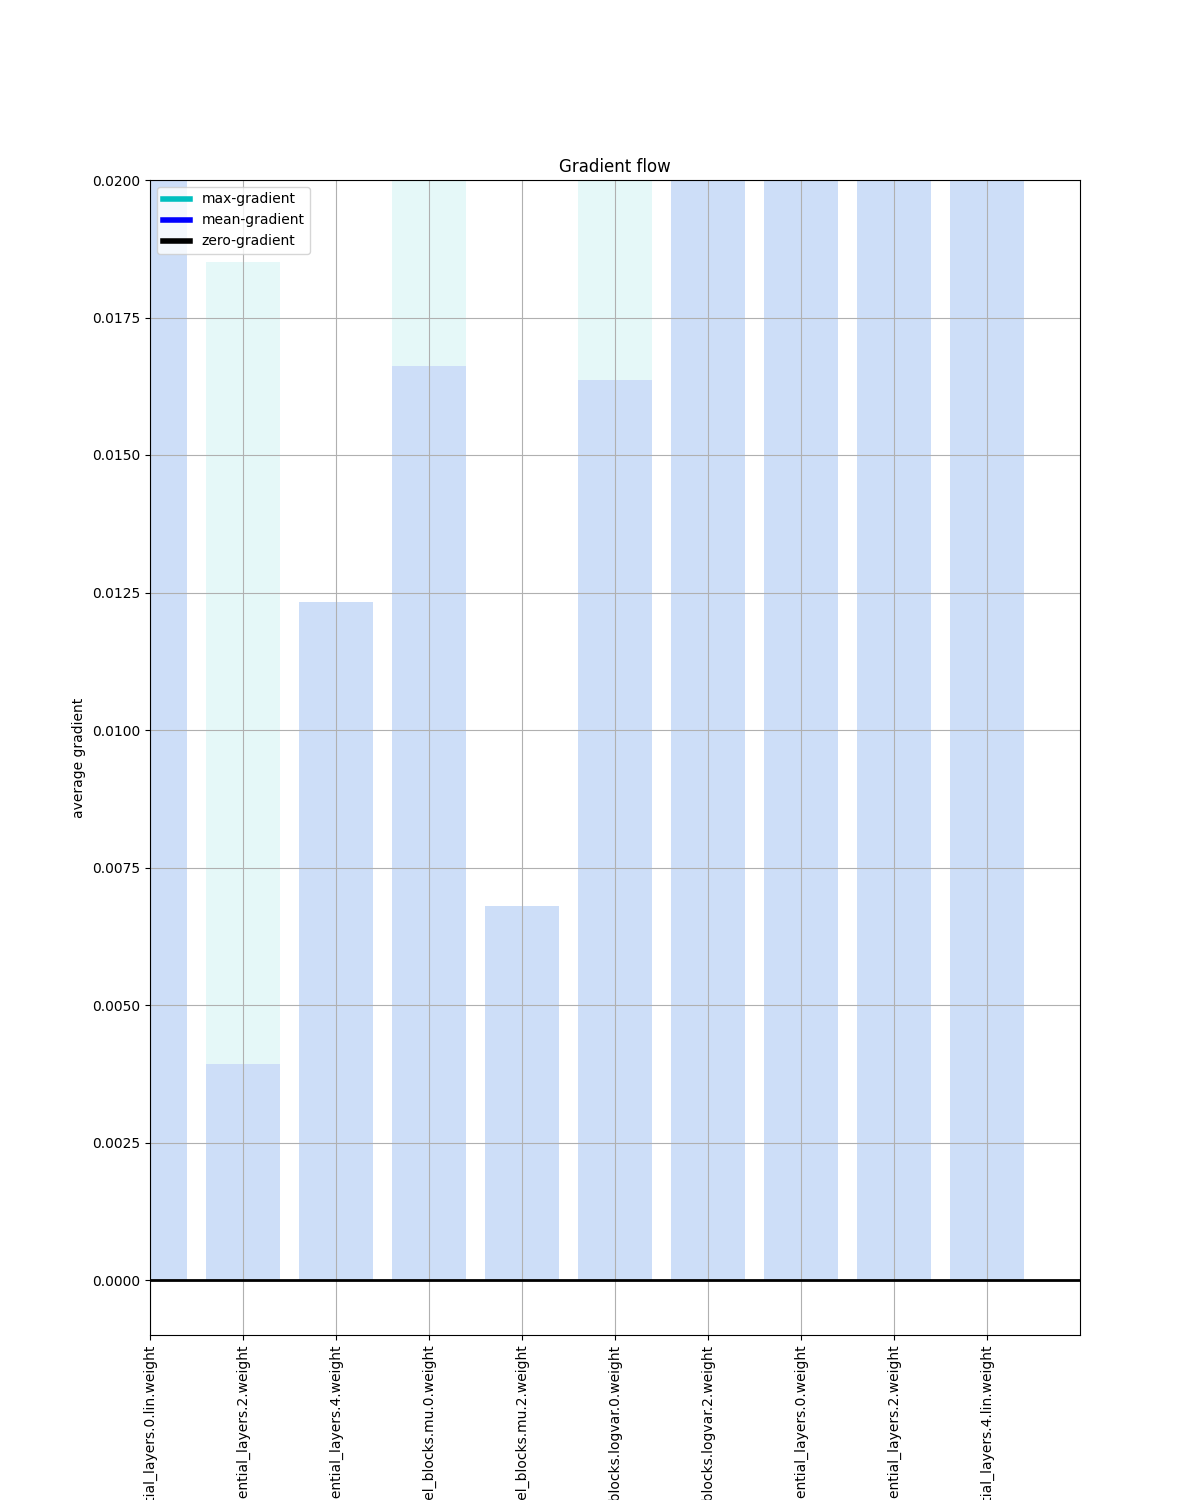 Gradient flow
max-gradient
mean-gradient
zero-gradient
0.0200
0.0175
0.0150
0.0125
0.0100
0.0075
0.0050
0.0025
0.0000
average gradient
tial_layers.0.lin.weight
ential_layers.2.weight
ential_layers.4.weight
el_blocks.mu.0.weight
el_blocks.mu.2.weight
blocks.logvar.0.weight
blocks.logvar.2.weight
ential_layers.0.weight
ential_layers.2.weight
tial_layers.4.lin.weight